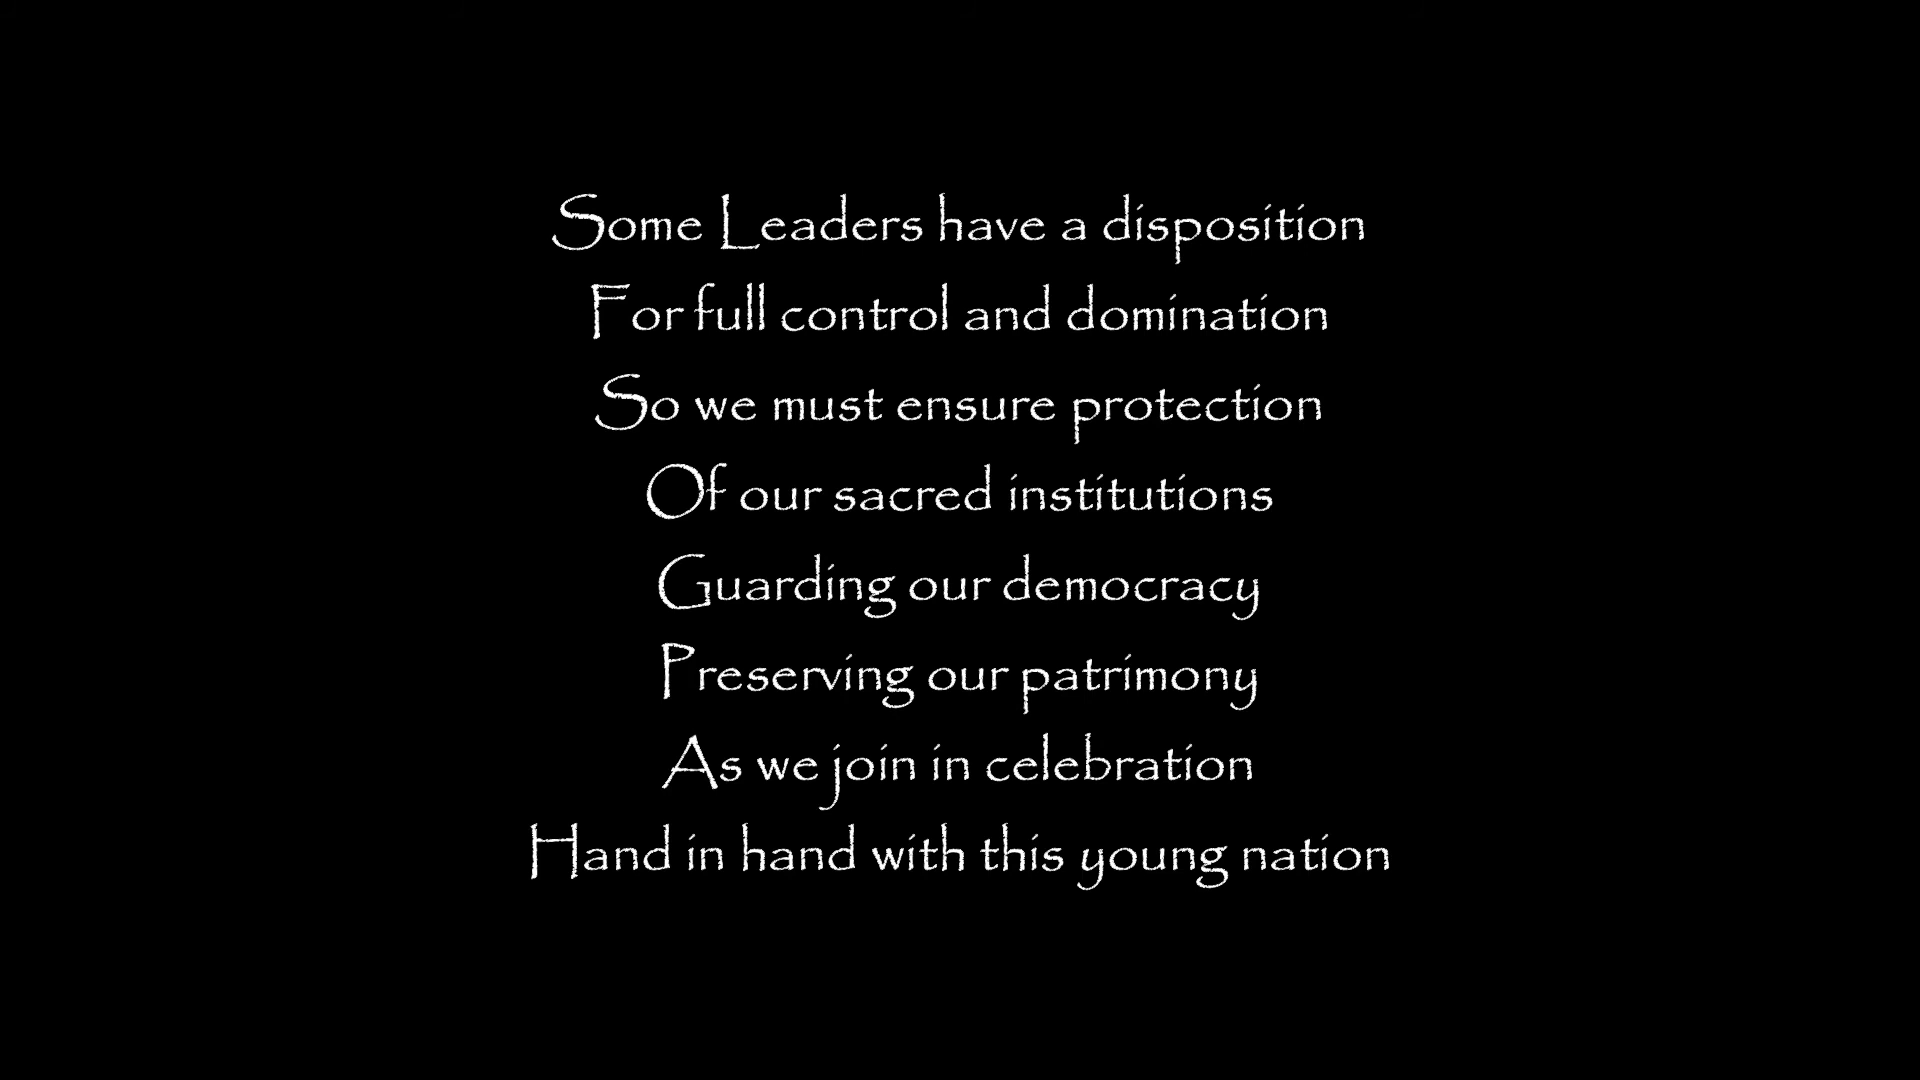 Some Leaders have a disposition
For full control and domination
So we must ensure protection
Of our sacred institutions
Guarding our democracy
Preserving our patrimony
As we join in celebration
Hand in hand with this young nation